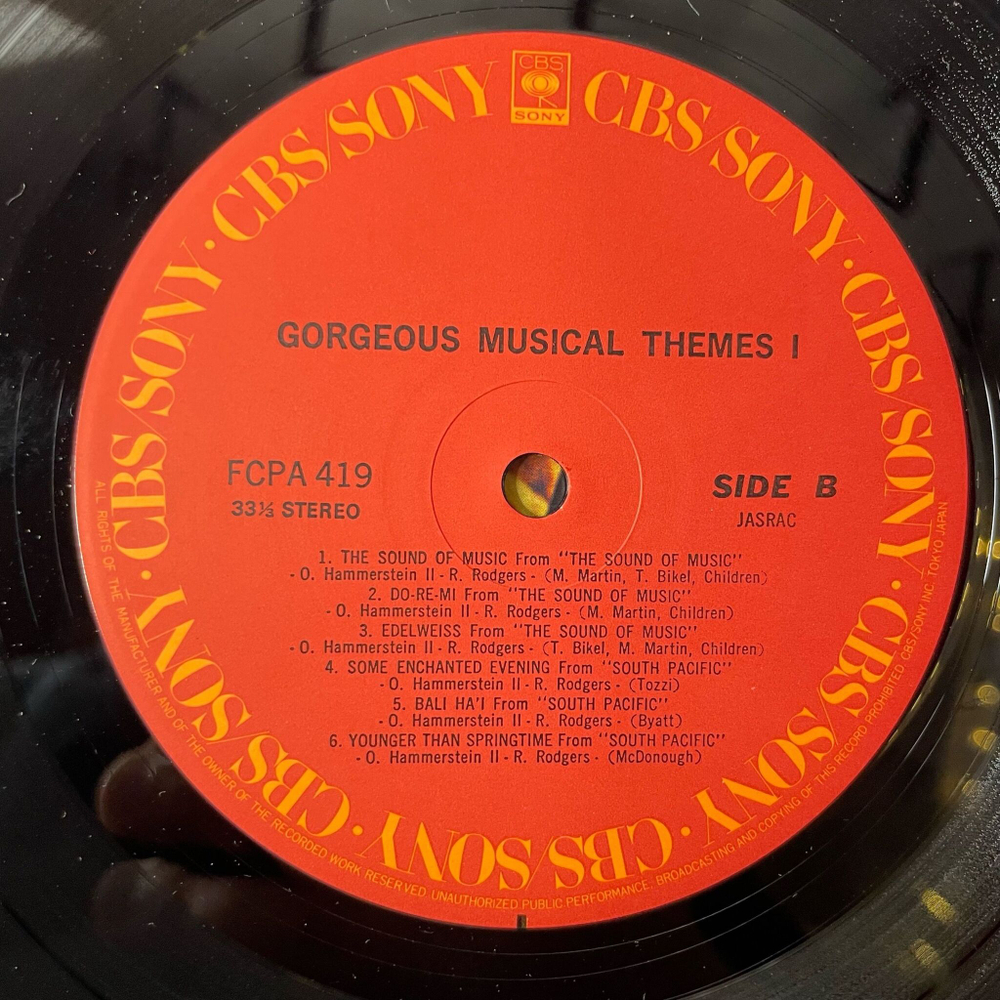 CBS
SONY
CBS/SONY · CBS/SONY · CBS/SONY · CBS/SONY · CBS/SONY · CBS/SONY · CBS/SONY · CBS/SONY · CBS/SONY
GORGEOUS MUSICAL THEMES I
FCPA 419
33⅓ STEREO
SIDE B
JASRAC
1. THE SOUND OF MUSIC From "THE SOUND OF MUSIC"
- O. Hammerstein II - R. Rodgers - (M. Martin, T. Bikel, Children)
2. DO-RE-MI From "THE SOUND OF MUSIC"
- O. Hammerstein II - R. Rodgers - (M. Martin, Children)
3. EDELWEISS From "THE SOUND OF MUSIC"
- O. Hammerstein II - R. Rodgers - (T. Bikel, M. Martin, Children)
4. SOME ENCHANTED EVENING From "SOUTH PACIFIC"
- O. Hammerstein II - R. Rodgers - (Tozzi)
5. BALI HA'I From "SOUTH PACIFIC"
- O. Hammerstein II - R. Rodgers - (Byatt)
6. YOUNGER THAN SPRINGTIME From "SOUTH PACIFIC"
- O. Hammerstein II - R. Rodgers - (McDonough)
ALL RIGHTS OF THE MANUFACTURER AND OF THE OWNER OF THE RECORDED WORK RESERVED · UNAUTHORIZED PUBLIC PERFORMANCE · BROADCASTING AND COPYING OF THIS RECORD PROHIBITED CBS/SONY INC. TOKYO JAPAN